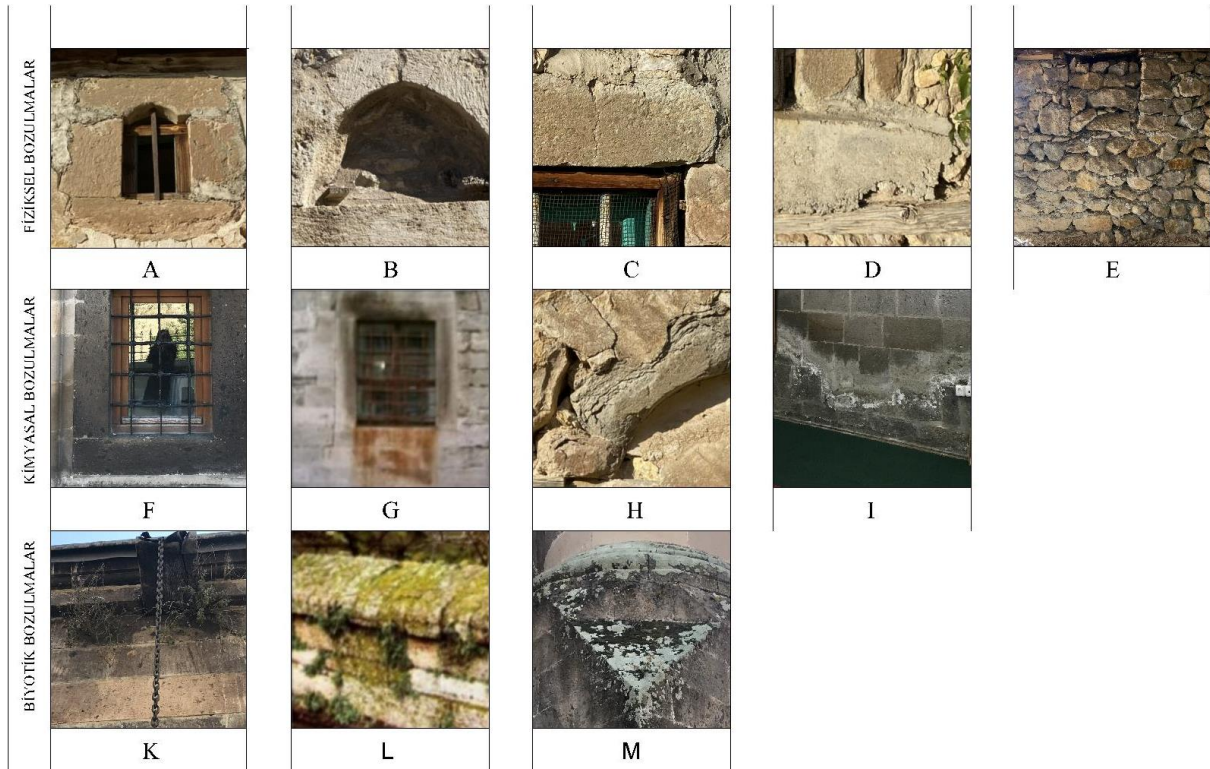 FİZİKSEL BOZULMALAR
A
B
C
D
E
KİMYASAL BOZULMALAR
F
G
H
I
BİYOTİK BOZULMALAR
K
L
M